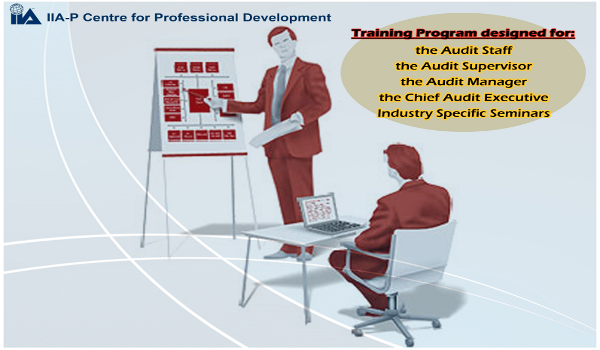 IIA IIA-P Centre for Professional Development
Training Program designed for:
the Audit Staff
the Audit Supervisor
the Audit Manager
the Chief Audit Executive
Industry Specific Seminars